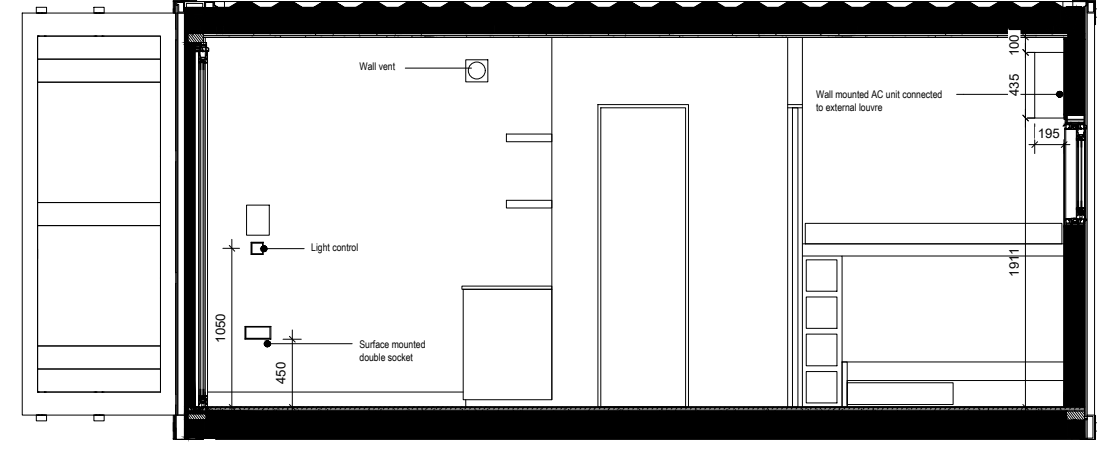 Wall vent
100
435
Wall mounted AC unit connected
to external louvre
195
Light control
1911
1050
Surface mounted
double socket
450